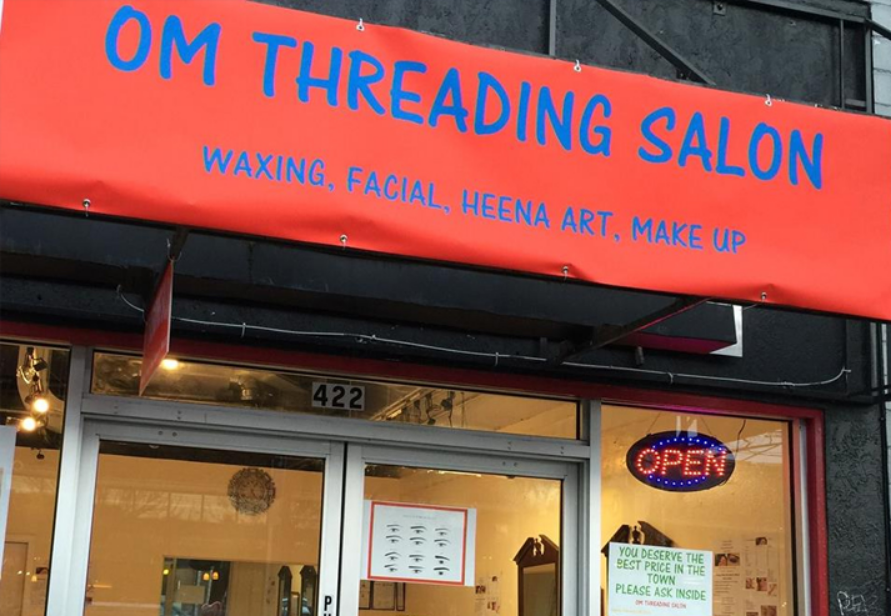 OM THREADING SALON
WAXING, FACIAL, HEENA ART, MAKE UP
422
OPEN
YOU DESERVE THE
BEST PRICE IN THE
TOWN
PLEASE ASK INSIDE
OM THREADING SALON